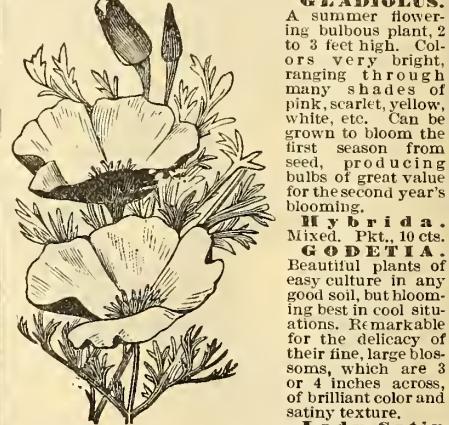 GLADIOLUS.
A summer flower-
ing bulbous plant, 2
to 3 feet high. Col-
ors very bright,
ranging through
many shades of
pink, scarlet, yellow,
white, etc. Can be
grown to bloom the
first season from
seed, producing
bulbs of great value
for the second year's
blooming.
Hybrida.
Mixed. Pkt., 10 cts.
GODETIA.
Beautiful plants of
easy culture in any
good soil, but bloom-
ing best in cool situ-
ations. Remarkable
for the delicacy of
their fine, large blos-
soms, which are 3
or 4 inches across,
of brilliant color and
satiny texture.